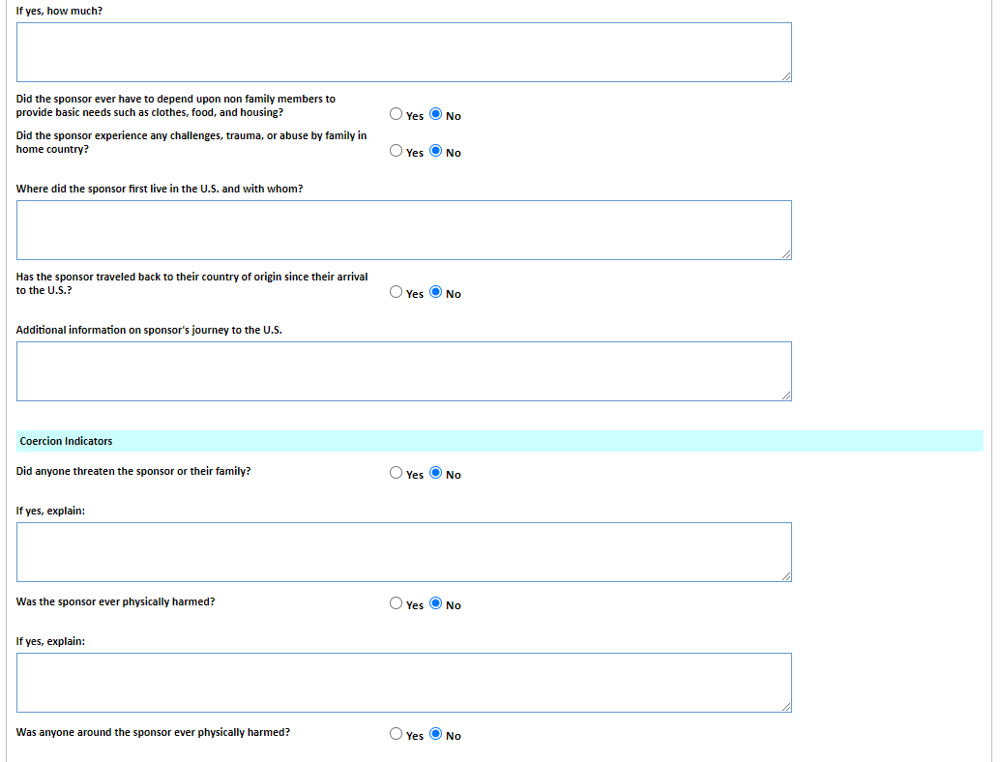 If yes, how much?
Did the sponsor ever have to depend upon non family members to
provide basic needs such as clothes, food, and housing?
Yes No
Did the sponsor experience any challenges, trauma, or abuse by family in
home country?
Yes No
Where did the sponsor first live in the U.S. and with whom?
Has the sponsor traveled back to their country of origin since their arrival
to the U.S.?
Yes No
Additional information on sponsor's journey to the U.S.
Coercion Indicators
Did anyone threaten the sponsor or their family?
Yes No
If yes, explain:
Was the sponsor ever physically harmed?
Yes No
If yes, explain:
Was anyone around the sponsor ever physically harmed?
Yes No